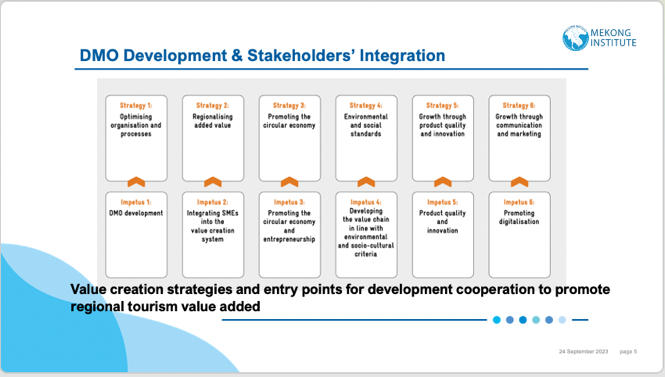 MEKONG
INSTITUTE
DMO Development & Stakeholders' Integration
Strategy 1:
Optimising
organisation and
processes
Strategy 2:
Regionalising
added value
Strategy 3:
Promoting the
circular economy
Strategy 4:
Environmental
and social
standards
Strategy 5:
Growth through
product quality
and innovation
Strategy 6:
Growth through
communication
and marketing
Impetus 1:
DMO development
Impetus 2:
Integrating SMEs
into the
value creation
system
Impetus 3:
Promoting the
circular economy
and
entrepreneurship
Impetus 4:
Developing
the value chain
in line with
environmental
and socio-cultural
criteria
Impetus 5:
Product quality
and
innovation
Impetus 6:
Promoting
digitalisation
Value creation strategies and entry points for development cooperation to promote
regional tourism value added
24 September 2023 page 5